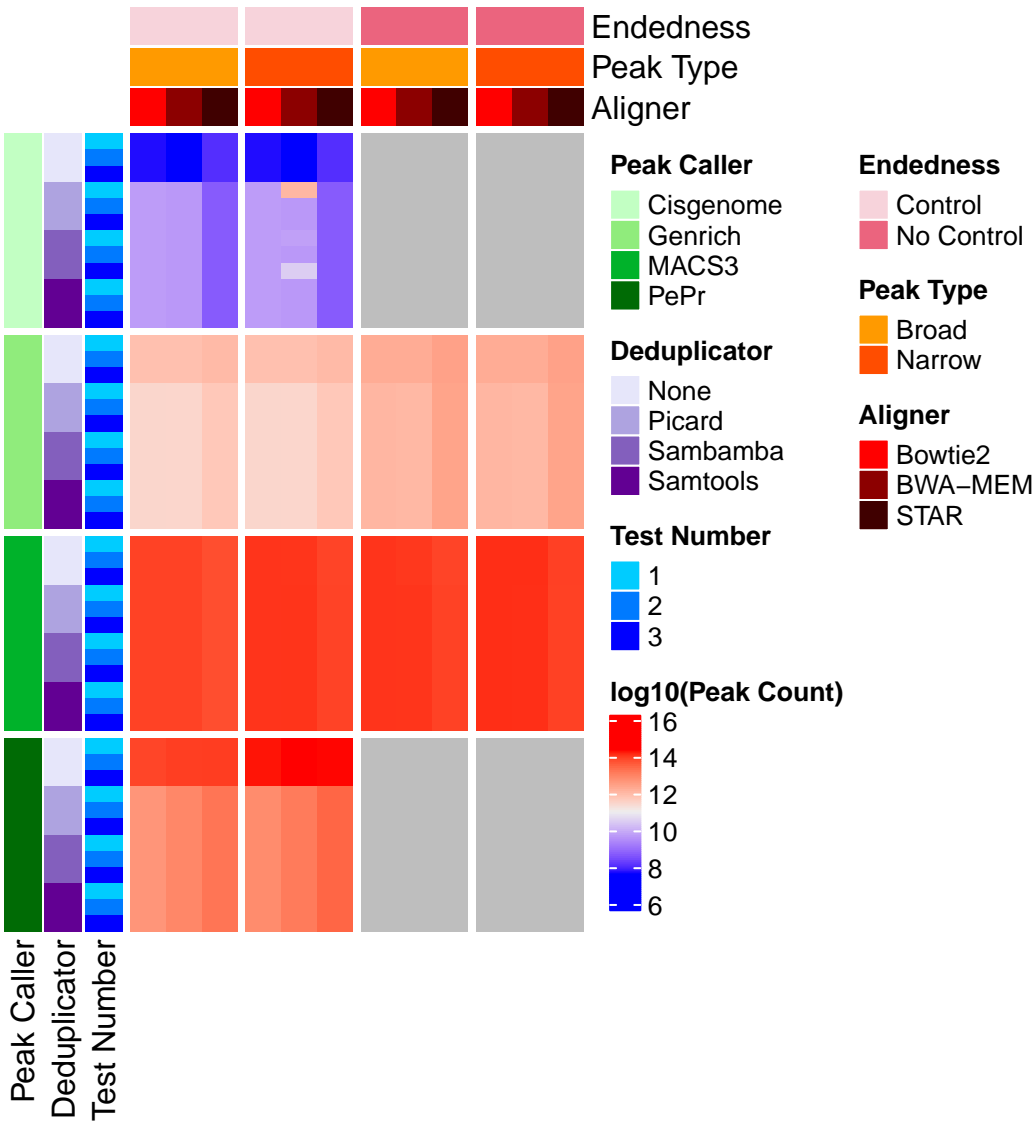 Endedness
Peak Type
Aligner
Peak Caller
Cisgenome
Genrich
MACS3
PePr
Deduplicator
None
Picard
Sambamba
Samtools
Test Number
1
2
3
log10(Peak Count)
16
14
12
10
8
6
Endedness
Control
No Control
Peak Type
Broad
Narrow
Aligner
Bowtie2
BWA−MEM
STAR
Peak Caller
Deduplicator
Test Number